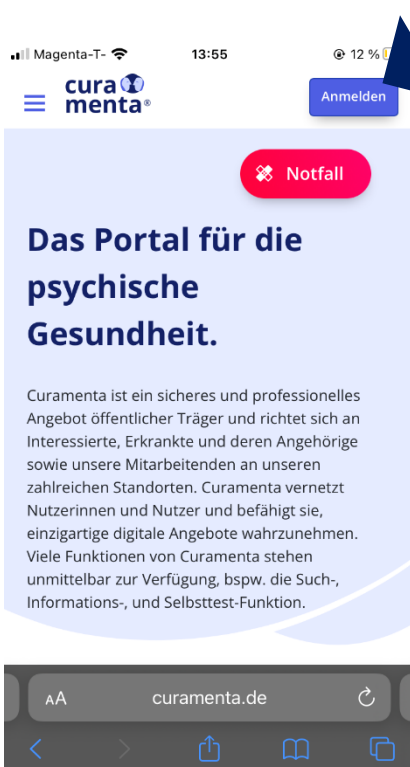 Magenta-T- 13:55 12 %
cura
menta®
Anmelden
Notfall
Das Portal für die
psychische
Gesundheit.
Curamenta ist ein sicheres und professionelles
Angebot öffentlicher Träger und richtet sich an
Interessierte, Erkrankte und deren Angehörige
sowie unsere Mitarbeitenden an unseren
zahlreichen Standorten. Curamenta vernetzt
Nutzerinnen und Nutzer und befähigt sie,
einzigartige digitale Angebote wahrzunehmen.
Viele Funktionen von Curamenta stehen
unmittelbar zur Verfügung, bspw. die Such-,
Informations-, und Selbsttest-Funktion.
AA curamenta.de